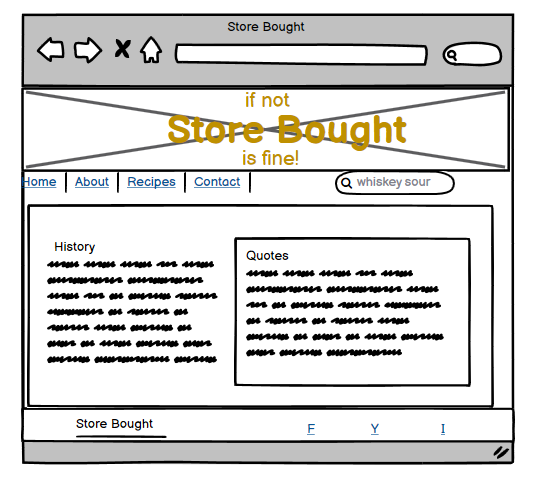 Store Bought
if not
Store Bought
is fine!
Home About Recipes Contact whiskey sour
History
Quotes
Store Bought F Y I